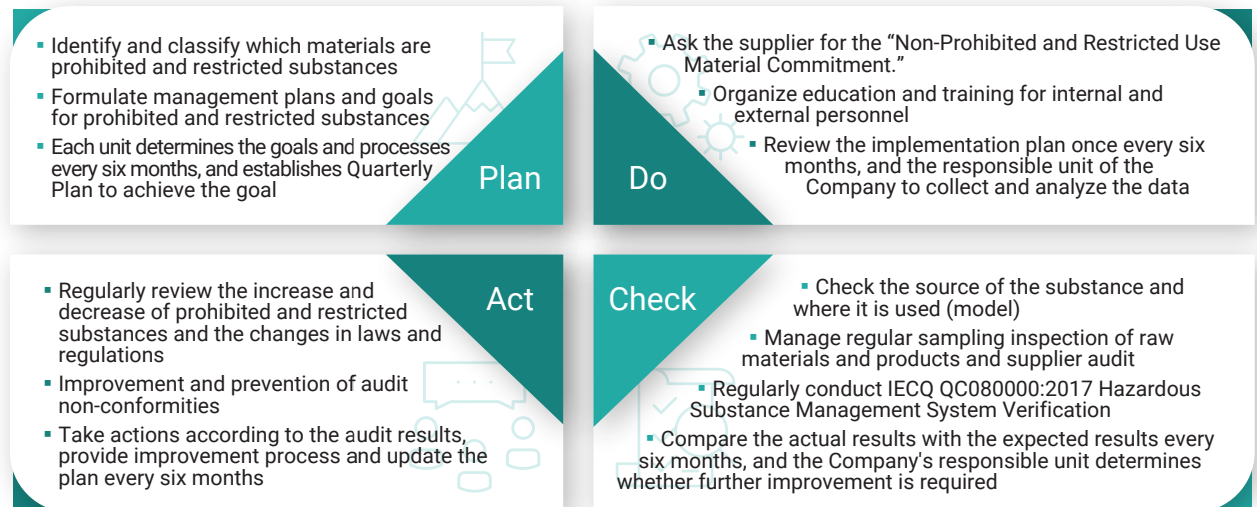 ▪ Identify and classify which materials are
prohibited and restricted substances
▪ Formulate management plans and goals
for prohibited and restricted substances
▪ Each unit determines the goals and processes
every six months, and establishes Quarterly
Plan to achieve the goal
Plan
▪ Ask the supplier for the “Non-Prohibited and Restricted Use
Material Commitment.”
▪ Organize education and training for internal and
external personnel
▪ Review the implementation plan once every six
months, and the responsible unit of the
Company to collect and analyze the data
Do
▪ Regularly review the increase and
decrease of prohibited and restricted
substances and the changes in laws and
regulations
▪ Improvement and prevention of audit
non-conformities
▪ Take actions according to the audit results,
provide improvement process and update the
plan every six months
Act
Check
▪ Check the source of the substance and
where it is used (model)
▪ Manage regular sampling inspection of raw
materials and products and supplier audit
▪ Regularly conduct IECQ QC080000:2017 Hazardous
Substance Management System Verification
▪ Compare the actual results with the expected results every
six months, and the Company's responsible unit determines
whether further improvement is required